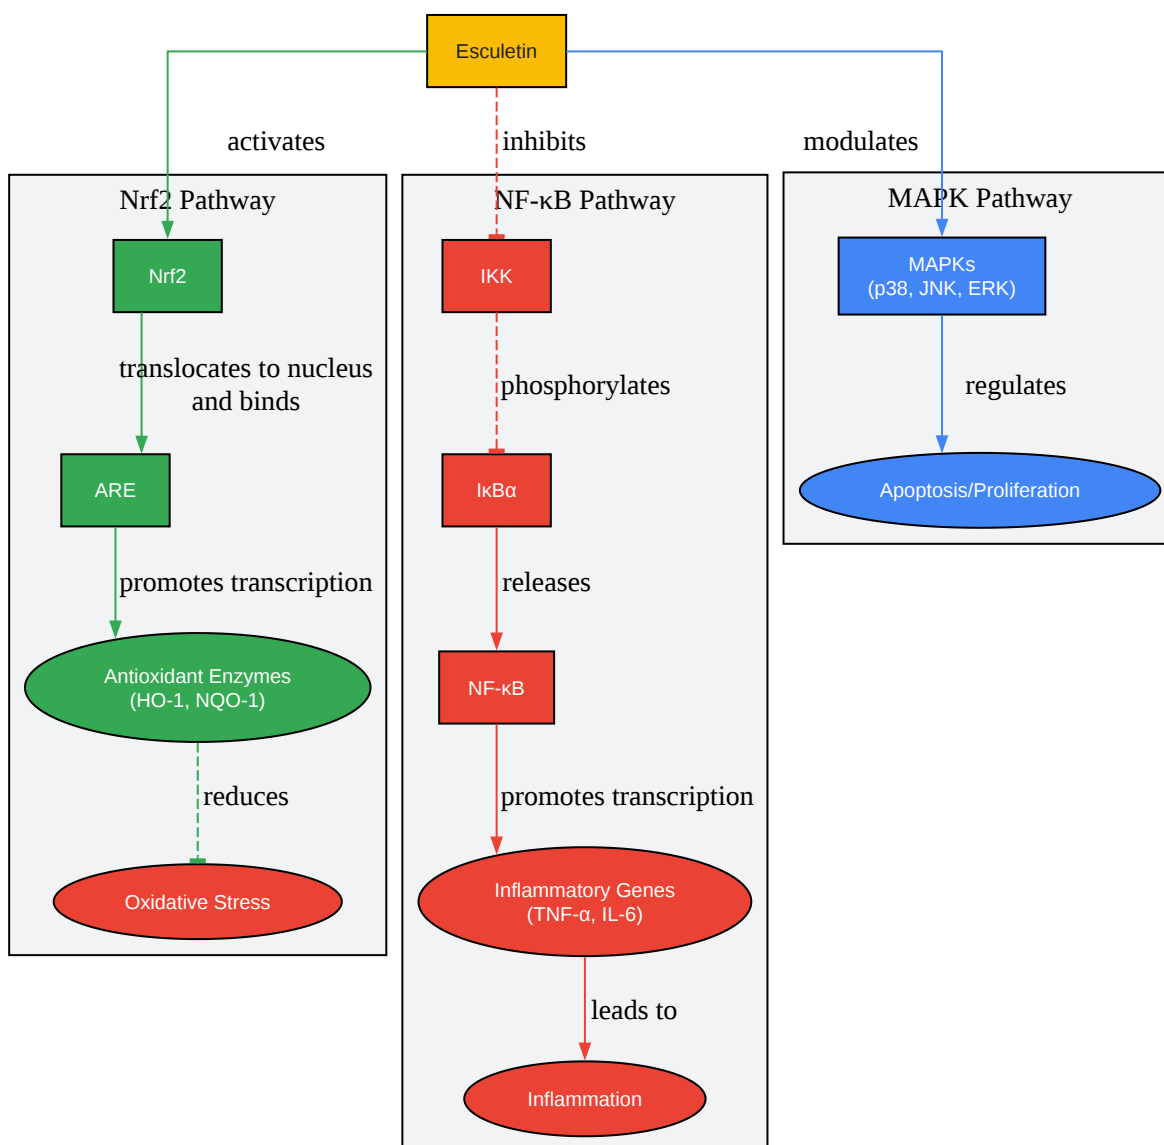 Esculetin
activates
inhibits
modulates
Nrf2 Pathway
Nrf2
translocates to nucleus
and binds
ARE
promotes transcription
Antioxidant Enzymes
(HO-1, NQO-1)
reduces
Oxidative Stress
NF-κB Pathway
IKK
phosphorylates
IκBα
releases
NF-κB
promotes transcription
Inflammatory Genes
(TNF-α, IL-6)
leads to
Inflammation
MAPK Pathway
MAPKs
(p38, JNK, ERK)
regulates
Apoptosis/Proliferation